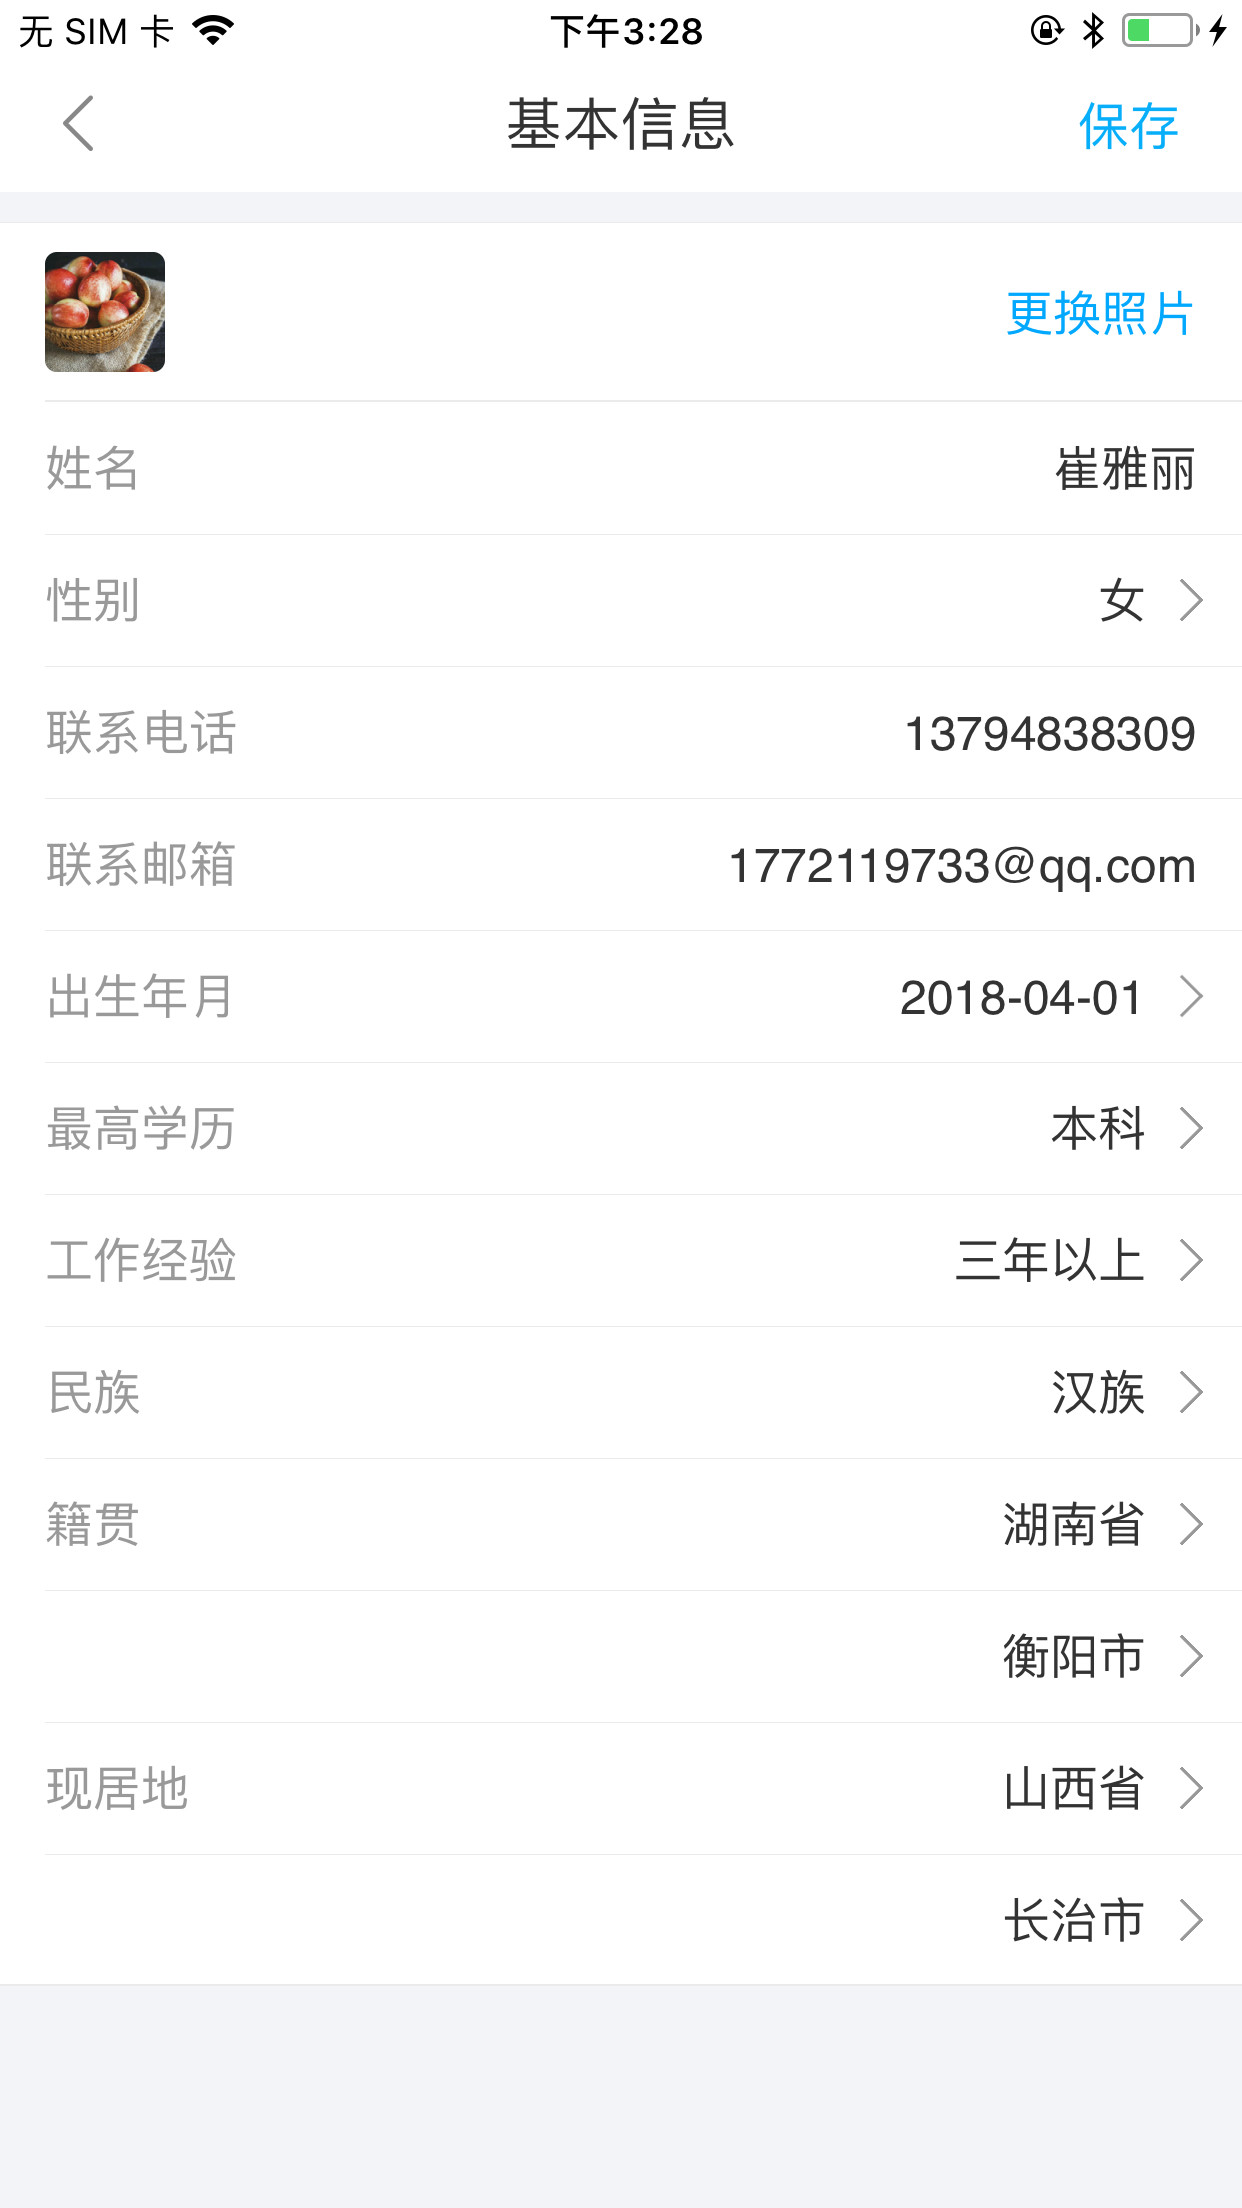 无 SIM 卡 下午3:28
基本信息 保存
更换照片
姓名 崔雅丽
性别 女
联系电话 13794838309
联系邮箱 1772119733@qq.com
出生年月 2018-04-01
最高学历 本科
工作经验 三年以上
民族 汉族
籍贯 湖南省
衡阳市
现居地 山西省
长治市